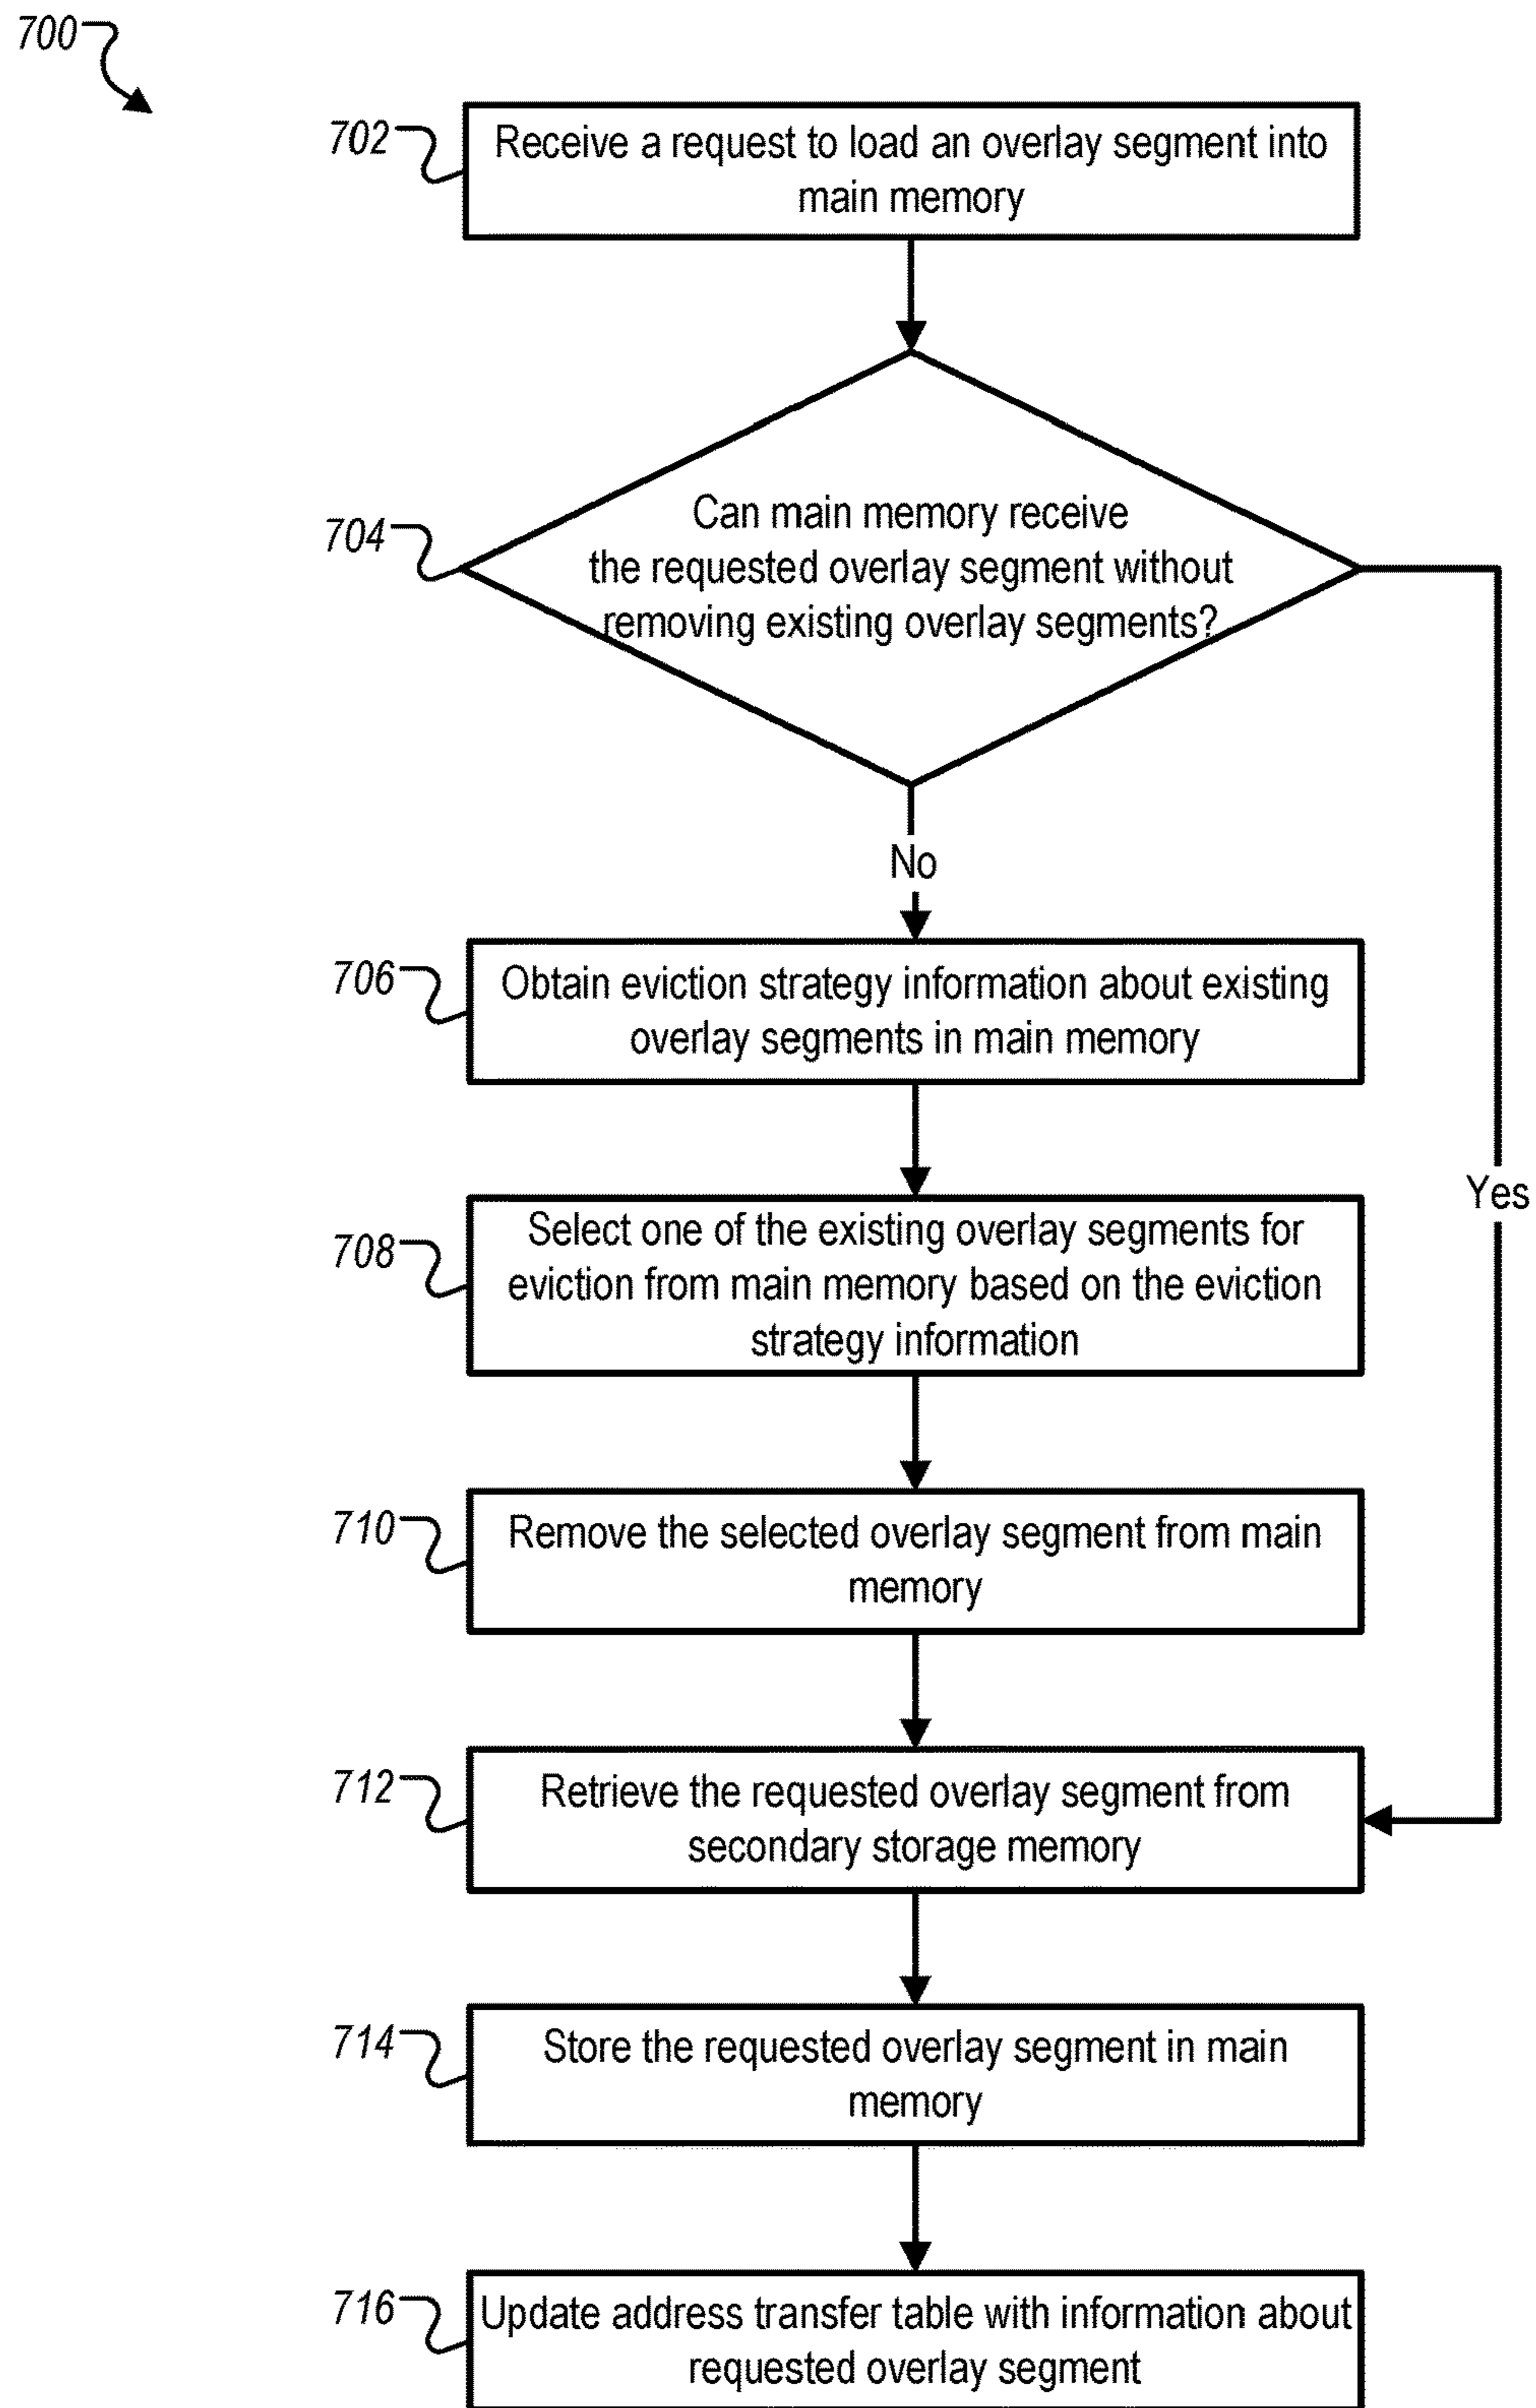 700
702
Receive a request to load an overlay segment into
main memory
704
Can main memory receive
the requested overlay segment without
removing existing overlay segments?
No
706
Obtain eviction strategy information about existing
overlay segments in main memory
Yes
708
Select one of the existing overlay segments for
eviction from main memory based on the eviction
strategy information
710
Remove the selected overlay segment from main
memory
712
Retrieve the requested overlay segment from
secondary storage memory
714
Store the requested overlay segment in main
memory
716
Update address transfer table with information about
requested overlay segment